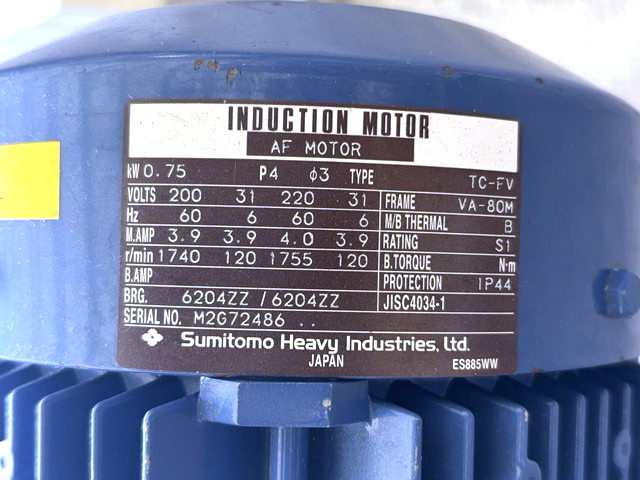 INDUCTION MOTOR
AF MOTOR
kW 0.75 P4 φ3 TYPE TC-FV
VOLTS 200 31 220 31 FRAME VA-80M
Hz 60 6 60 6 M/B THERMAL B
M.AMP 3.9 3.9 4.0 3.9 RATING S1
r/min 1740 120 1755 120 B.TORQUE N·m
B.AMP PROTECTION IP44
BRG. 6204ZZ / 6204ZZ JISC4034-1
SERIAL NO. M2G72486 ..
Sumitomo Heavy Industries, Ltd.
JAPAN ES885WW